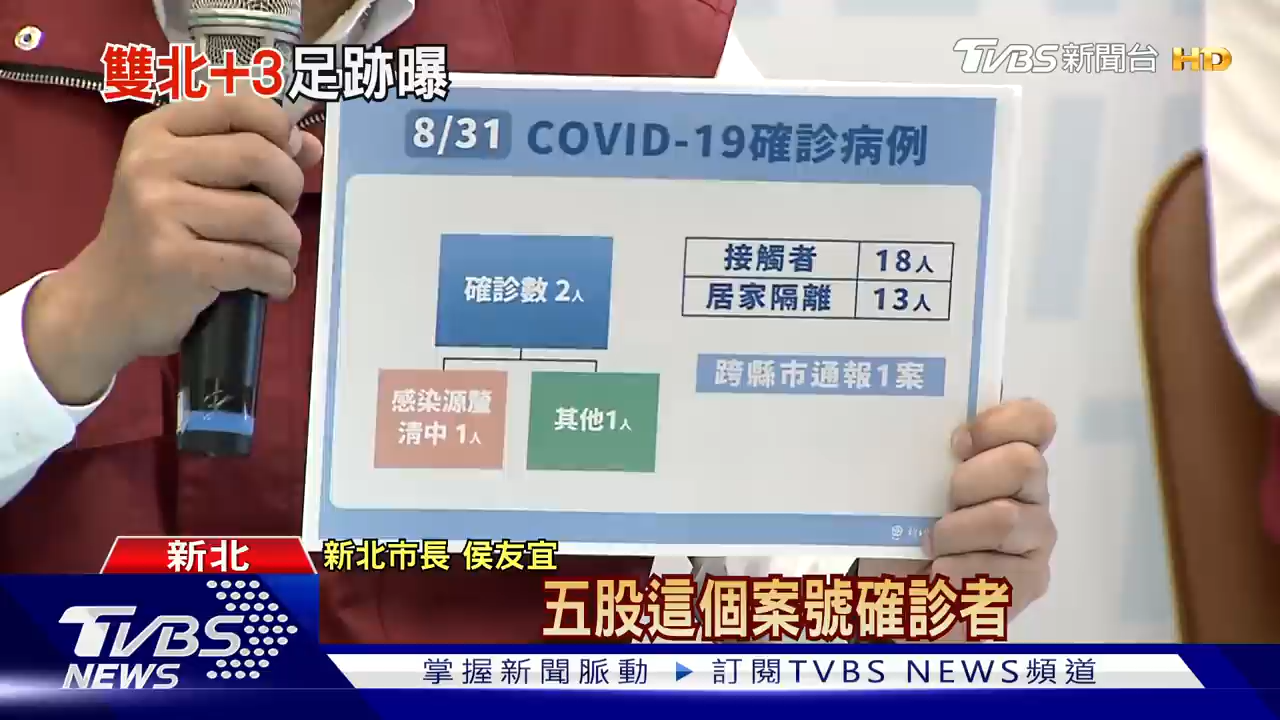 雙北+3足跡曝
TVBS新聞台 HD
8/31 COVID-19確診病例
確診數 2人
感染源釐
清中 1人
其他1人
接觸者 18人
居家隔離 13人
跨縣市通報1案
新北
新北市長 侯友宜
五股這個案號確診者
TVBS
NEWS
掌握新聞脈動 ▶ 訂閱TVBS NEWS頻道